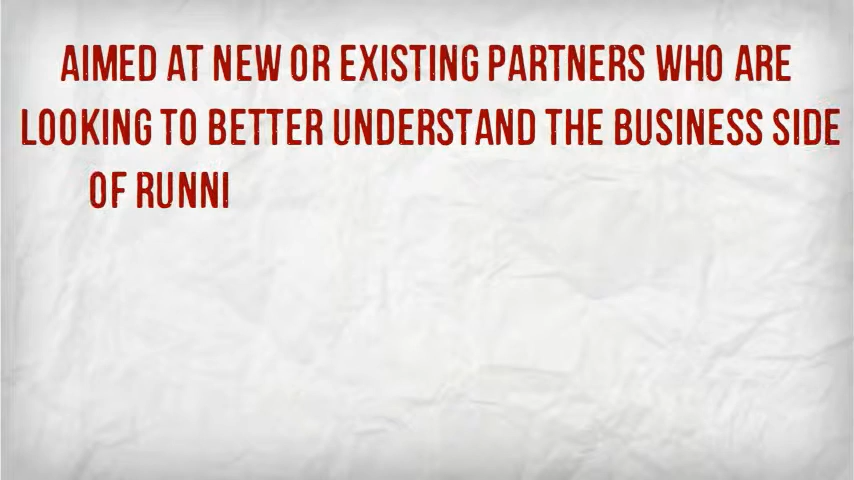 AIMED AT NEW OR EXISTING PARTNERS WHO ARE
LOOKING TO BETTER UNDERSTAND THE BUSINESS SIDE
OF RUNNI